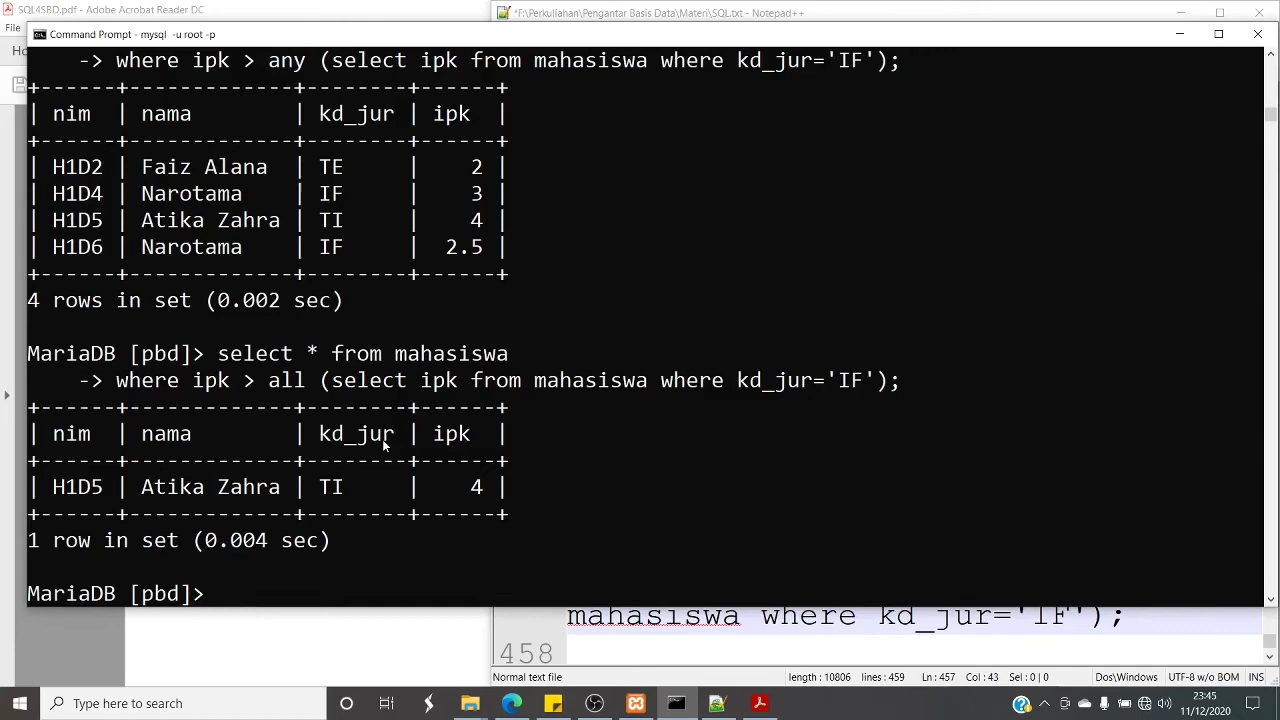 SQL4SBD.pdf - Adobe Acrobat Reader DC
*F:\Perkuliahan\Pengantar Basis Data\Materi\SQL.txt - Notepad++
File
Command Prompt - mysql -u root -p
-> where ipk > any (select ipk from mahasiswa where kd_jur='IF');
+------+-------------+--------+------+
| nim | nama | kd_jur | ipk |
+------+-------------+--------+------+
| H1D2 | Faiz Alana | TE | 2 |
| H1D4 | Narotama | IF | 3 |
| H1D5 | Atika Zahra | TI | 4 |
| H1D6 | Narotama | IF | 2.5 |
+------+-------------+--------+------+
4 rows in set (0.002 sec)
MariaDB [pbd]> select * from mahasiswa
-> where ipk > all (select ipk from mahasiswa where kd_jur='IF');
+------+-------------+--------+------+
| nim | nama | kd_jur | ipk |
+------+-------------+--------+------+
| H1D5 | Atika Zahra | TI | 4 |
+------+-------------+--------+------+
1 row in set (0.004 sec)
MariaDB [pbd]>
mahasiswa where kd_jur='IF');
458
Normal text file
length : 10806 lines : 459
Ln : 457 Col : 43 Sel : 0 | 0
Dos\Windows
UTF-8 w/o BOM
INS
Type here to search
23:45
11/12/2020